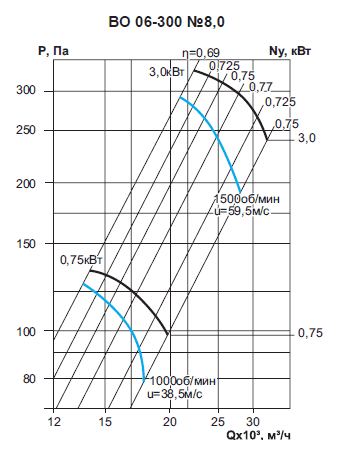 ВО 06-300 №8,0
Р, Па
η=0,69
Nу, кВт
3,0кВт
0,725
0,75
0,77
0,725
0,75
3,0
300
250
200
150
100
80
1500об/мин
u=59,5м/с
0,75кВт
0,75
1000об/мин
u=38,5м/с
12
15
20
25
30
Qх10³, м³/ч